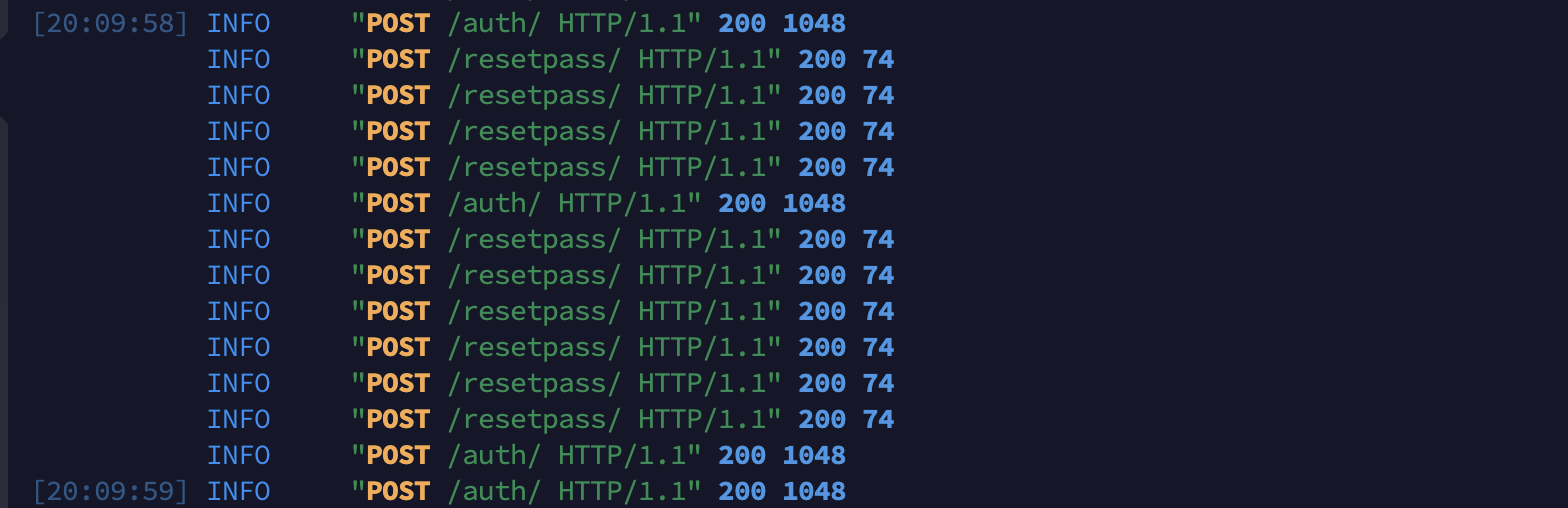 [20:09:58] INFO "POST /auth/ HTTP/1.1" 200 1048
INFO "POST /resetpass/ HTTP/1.1" 200 74
INFO "POST /resetpass/ HTTP/1.1" 200 74
INFO "POST /resetpass/ HTTP/1.1" 200 74
INFO "POST /resetpass/ HTTP/1.1" 200 74
INFO "POST /auth/ HTTP/1.1" 200 1048
INFO "POST /resetpass/ HTTP/1.1" 200 74
INFO "POST /resetpass/ HTTP/1.1" 200 74
INFO "POST /resetpass/ HTTP/1.1" 200 74
INFO "POST /resetpass/ HTTP/1.1" 200 74
INFO "POST /resetpass/ HTTP/1.1" 200 74
INFO "POST /resetpass/ HTTP/1.1" 200 74
INFO "POST /auth/ HTTP/1.1" 200 1048
[20:09:59] INFO "POST /auth/ HTTP/1.1" 200 1048